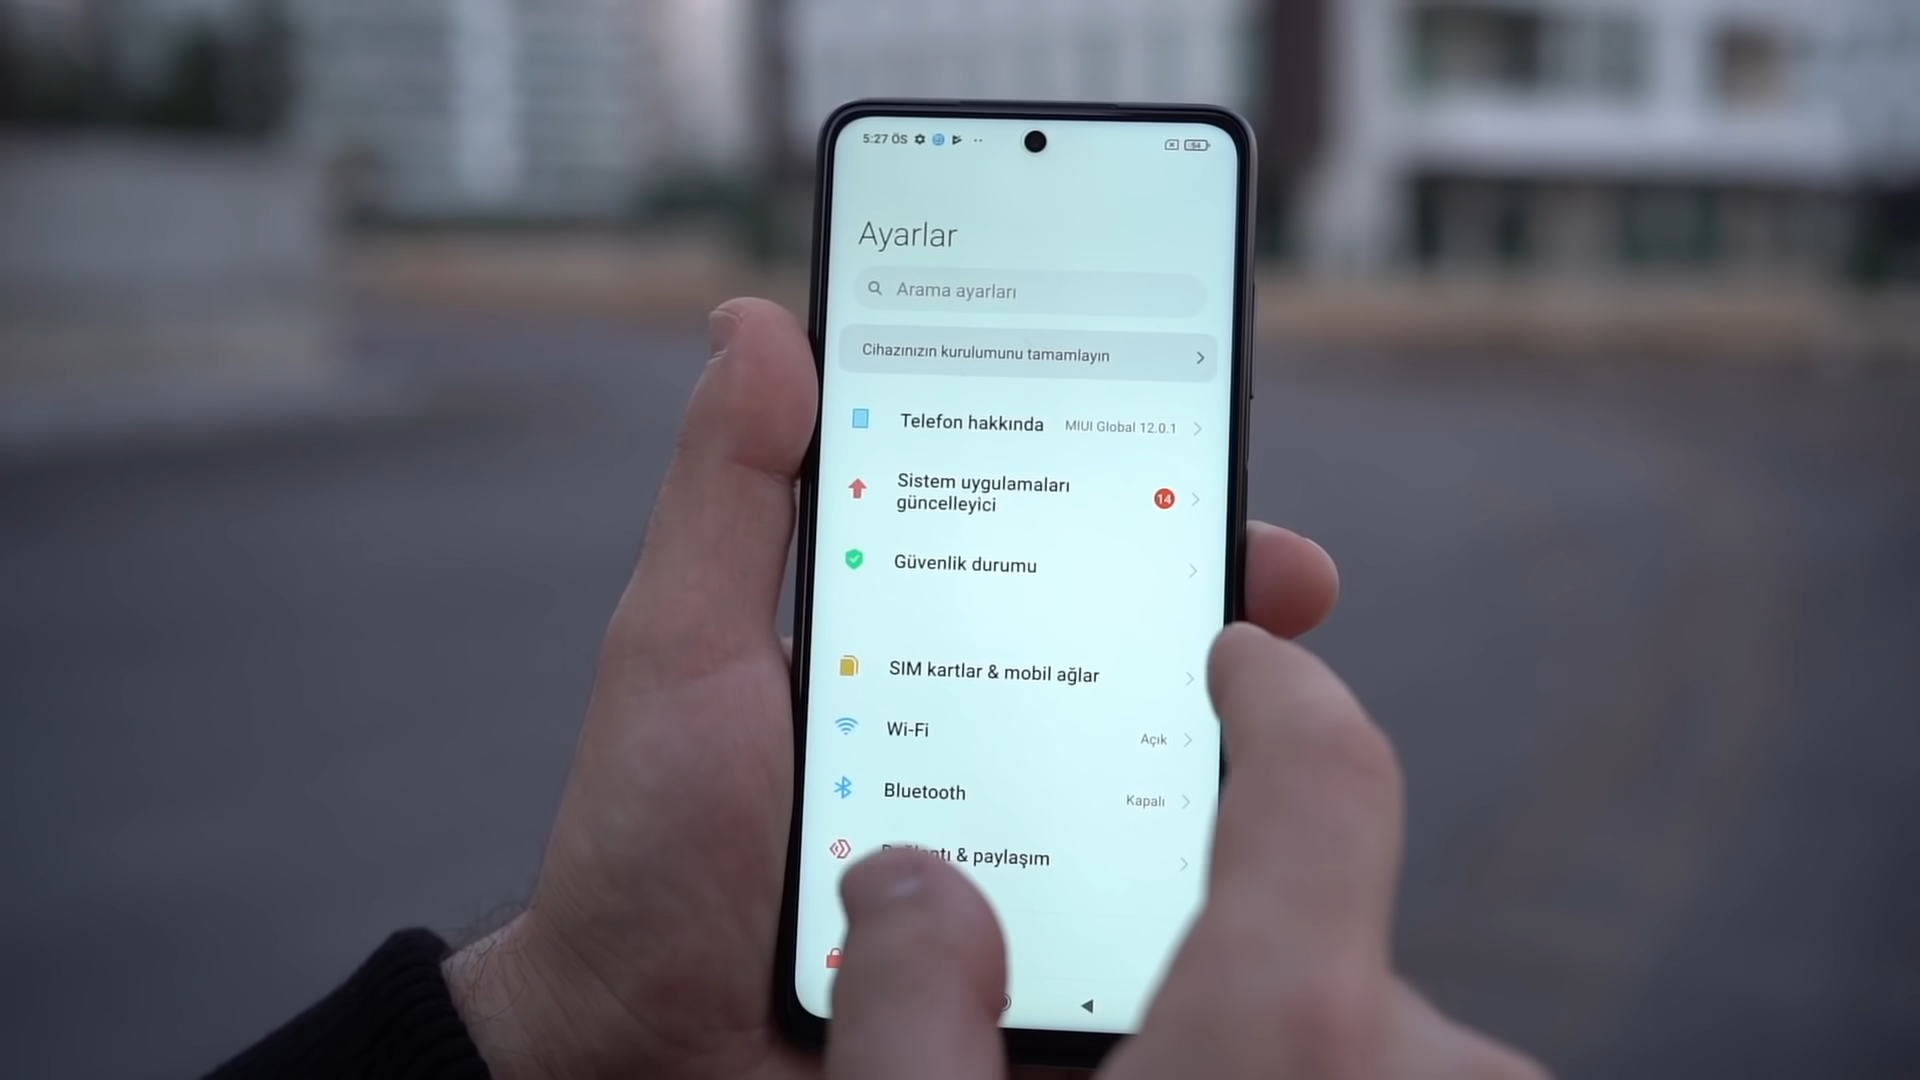 5:27 ÖS
54
Ayarlar
Arama ayarları
Cihazınızın kurulumunu tamamlayın
Telefon hakkında MIUI Global 12.0.1
Sistem uygulamaları
güncelleyici
14
Güvenlik durumu
SIM kartlar & mobil ağlar
Wi-Fi Açık
Bluetooth Kapalı
& paylaşım